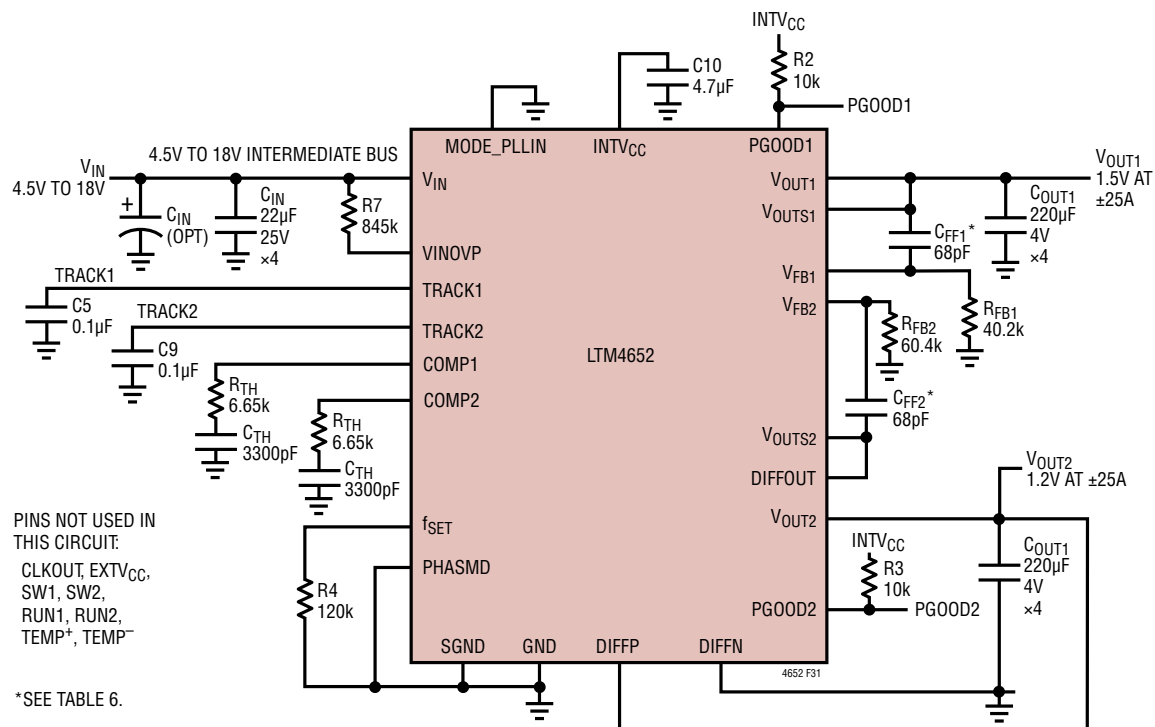 INTVCC
R2
10k
PGOOD1
C10
4.7µF
MODE_PLLIN
INTVCC
PGOOD1
VIN
4.5V TO 18V
4.5V TO 18V INTERMEDIATE BUS
+
CIN
(OPT)
CIN
22µF
25V
×4
R7
845k
VIN
VINOVP
TRACK1
TRACK1
C5
0.1µF
TRACK2
TRACK2
C9
0.1µF
COMP1
RTH
6.65k
CTH
3300pF
COMP2
RTH
6.65k
CTH
3300pF
LTM4652
VOUT1
VOUTS1
VFB1
VFB2
VOUTS2
DIFFOUT
VOUT2
PGOOD2
VOUT1
1.5V AT
±25A
COUT1
220µF
4V
×4
CFF1*
68pF
RFB1
40.2k
RFB2
60.4k
CFF2*
68pF
VOUT2
1.2V AT ±25A
INTVCC
R3
10k
PGOOD2
COUT1
220µF
4V
×4
fSET
PHASMD
R4
120k
SGND
GND
DIFFP
DIFFN
4652 F31
PINS NOT USED IN
THIS CIRCUIT:
CLKOUT, EXTVCC,
SW1, SW2,
RUN1, RUN2,
TEMP+, TEMP–
*SEE TABLE 6.